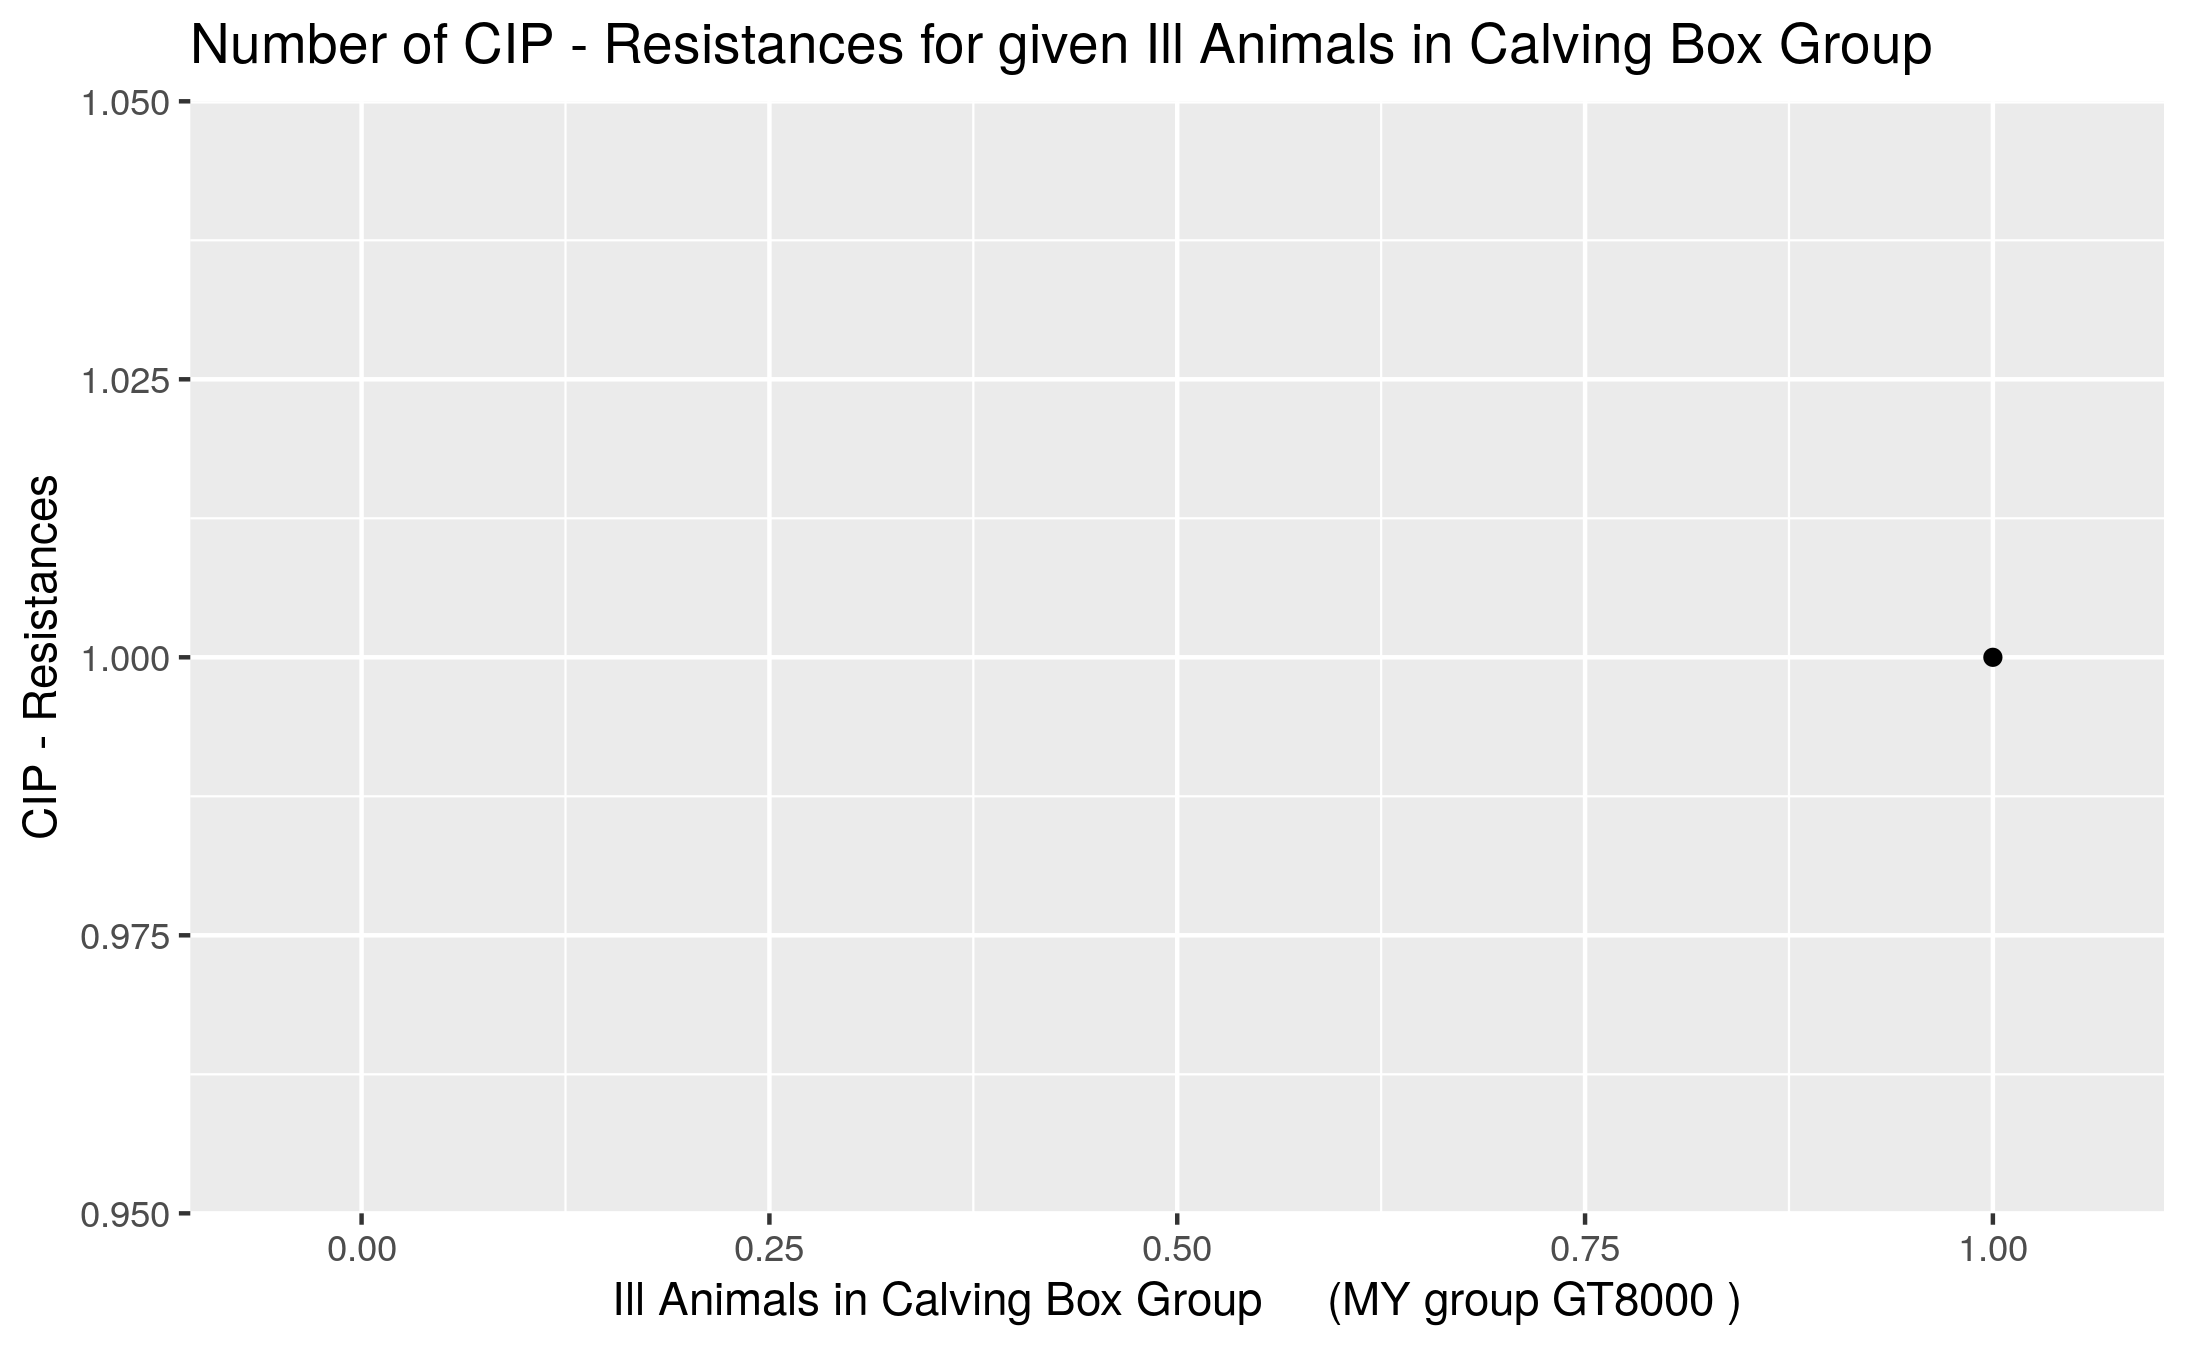 Number of CIP - Resistances for given Ill Animals in Calving Box Group
1.050
1.025
1.000
0.975
0.950
CIP - Resistances
0.00 0.25 0.50 0.75 1.00
Ill Animals in Calving Box Group (MY group GT8000 )